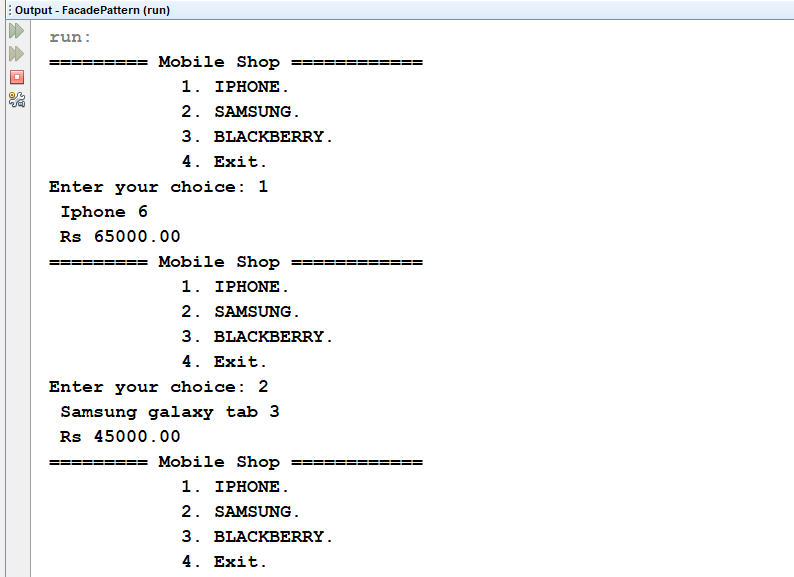 Output - FacadePattern (run)
run:
========= Mobile Shop ============
1. IPHONE.
2. SAMSUNG.
3. BLACKBERRY.
4. Exit.
Enter your choice: 1
Iphone 6
Rs 65000.00
========= Mobile Shop ============
1. IPHONE.
2. SAMSUNG.
3. BLACKBERRY.
4. Exit.
Enter your choice: 2
Samsung galaxy tab 3
Rs 45000.00
========= Mobile Shop ============
1. IPHONE.
2. SAMSUNG.
3. BLACKBERRY.
4. Exit.